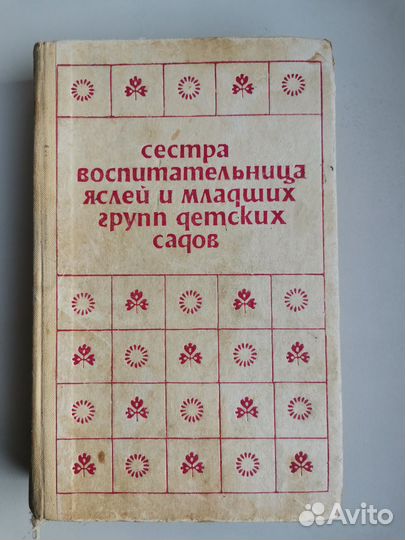 сестра
воспитательница
яслей и младших
групп детских
садов
Avito